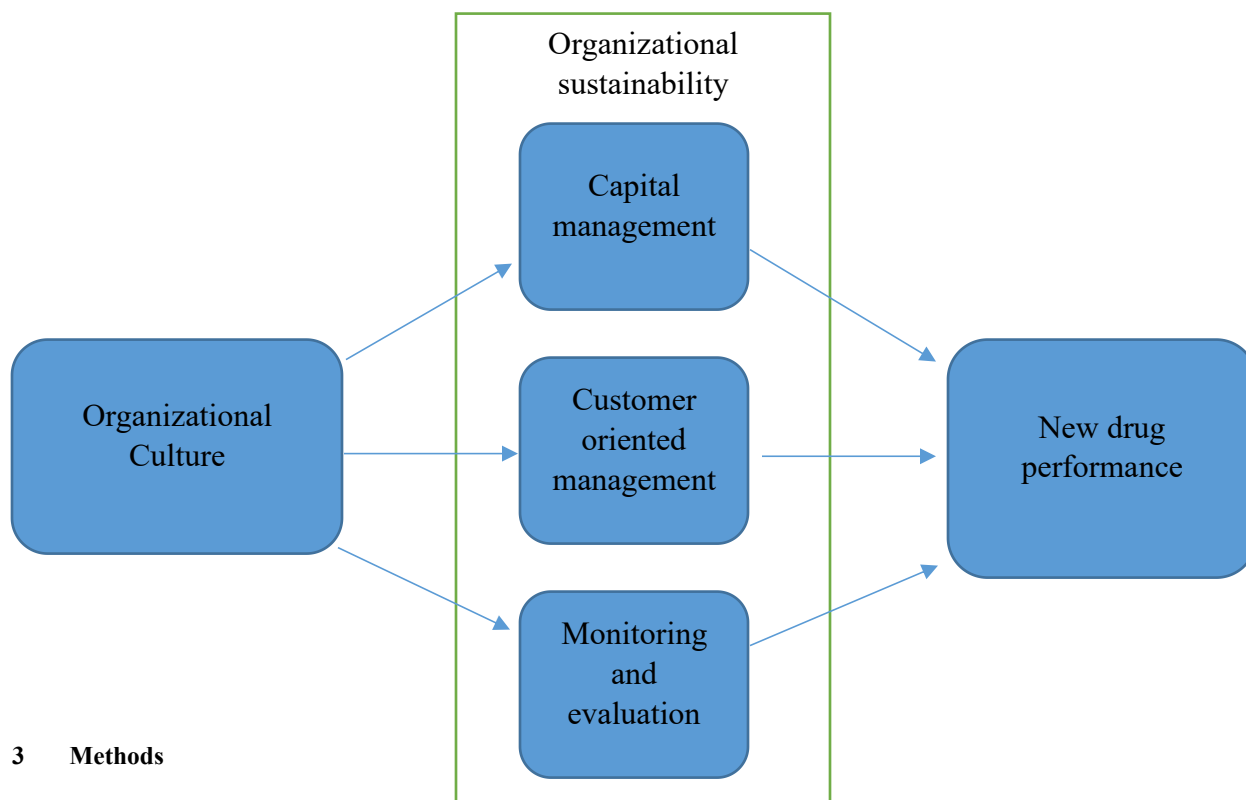 Organizational
sustainability
Capital
management
Organizational
Culture
Customer
oriented
management
New drug
performance
Monitoring
and
evaluation
3 Methods